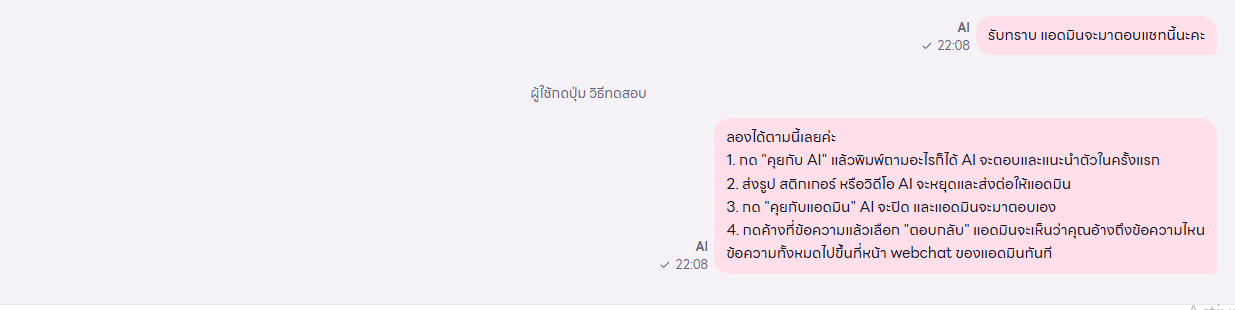 AI
✓ 22:08
รับทราบ แอดมินจะมาตอบแชทนี้นะคะ
ผู้ใช้กดปุ่ม วิธีทดสอบ
ลองได้ตามนี้เลยค่ะ
1. กด "คุยกับ AI" แล้วพิมพ์ถามอะไรก็ได้ AI จะตอบและแนะนำตัวในครั้งแรก
2. ส่งรูป สติกเกอร์ หรือวิดีโอ AI จะหยุดและส่งต่อให้แอดมิน
3. กด "คุยกับแอดมิน" AI จะปิด และแอดมินจะมาตอบเอง
4. กดค้างที่ข้อความแล้วเลือก "ตอบกลับ" แอดมินจะเห็นว่าคุณอ้างถึงข้อความไหน
ข้อความทั้งหมดไปขึ้นที่หน้า webchat ของแอดมินทันที
AI
✓ 22:08